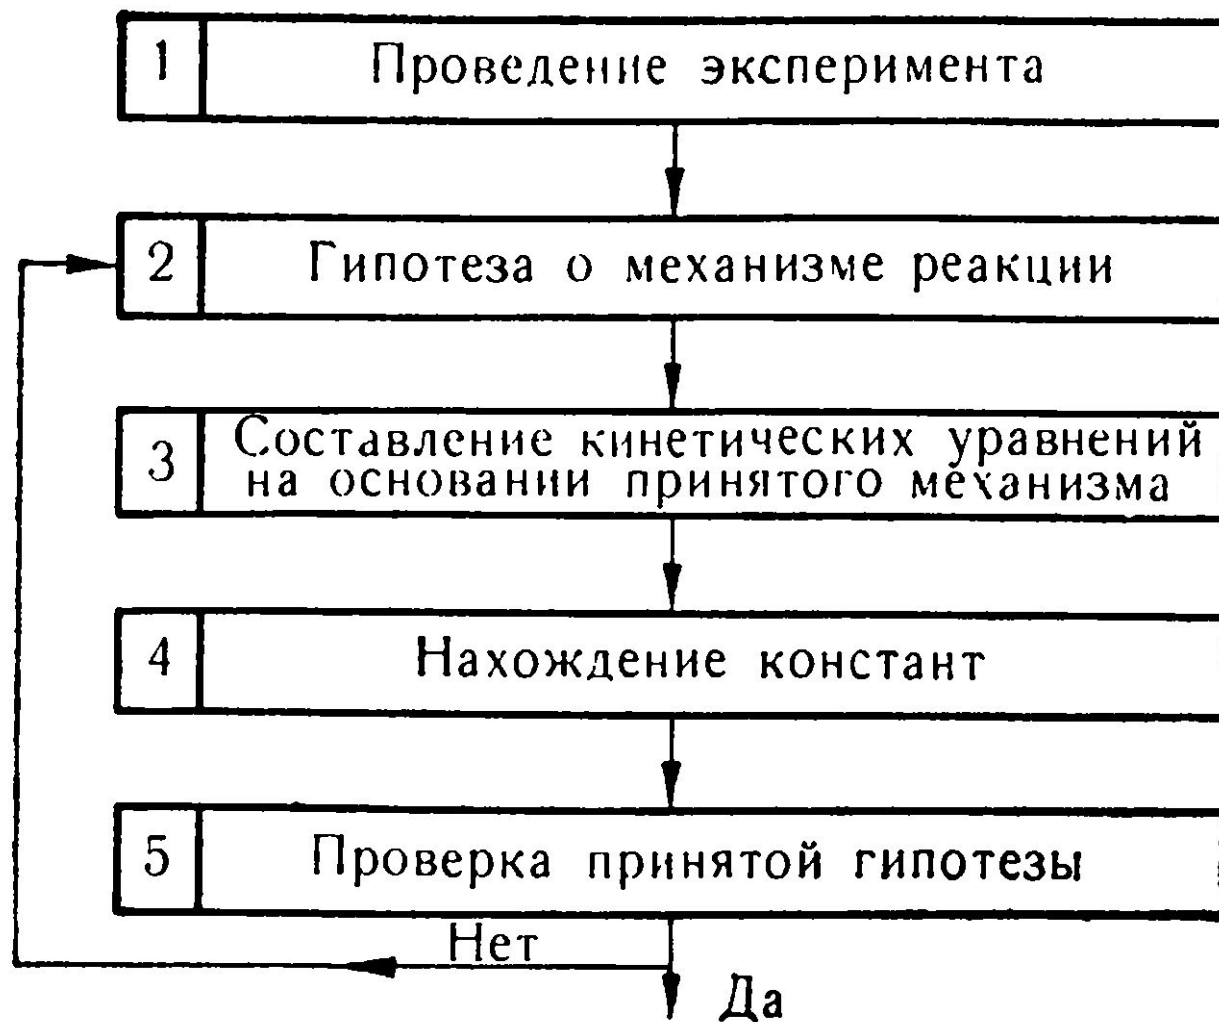 1 Проведение эксперимента
2 Гипотеза о механизме реакции
3 Составление кинетических уравнений
на основании принятого механизма
4 Нахождение констант
5 Проверка принятой гипотезы
Нет
Да